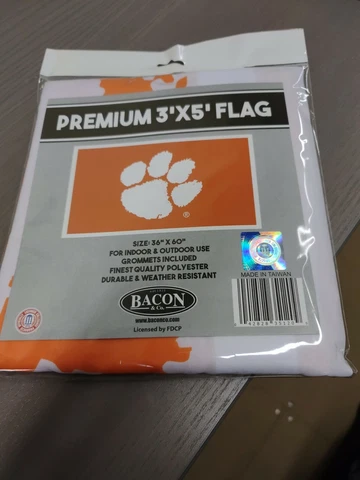 PREMIUM 3'X5' FLAG
®
SIZE: 36" X 60"
FOR INDOOR & OUTDOOR USE
GROMMETS INCLUDED
FINEST QUALITY POLYESTER
DURABLE & WEATHER RESISTANT
MADE IN TAIWAN
BACON
& Co.
www.baconco.com
Licensed by FDCP